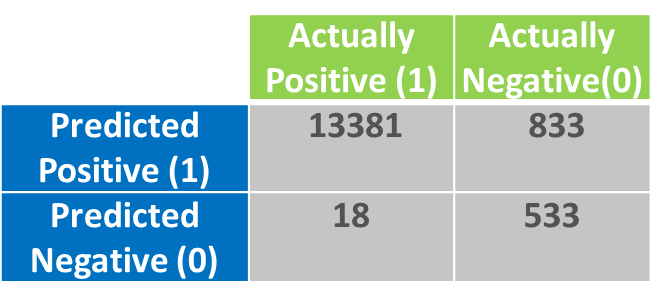 Actually Actually
Positive (1) Negative(0)
Predicted 13381 833
Positive (1)
Predicted 18 533
Negative (0)